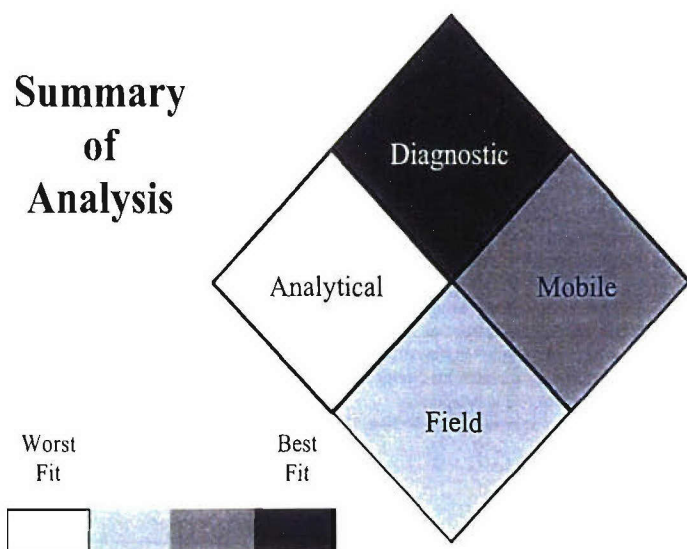 Summary
of
Analysis
Diagnostic
Analytical
Mobile
Field
Worst
Fit
Best
Fit